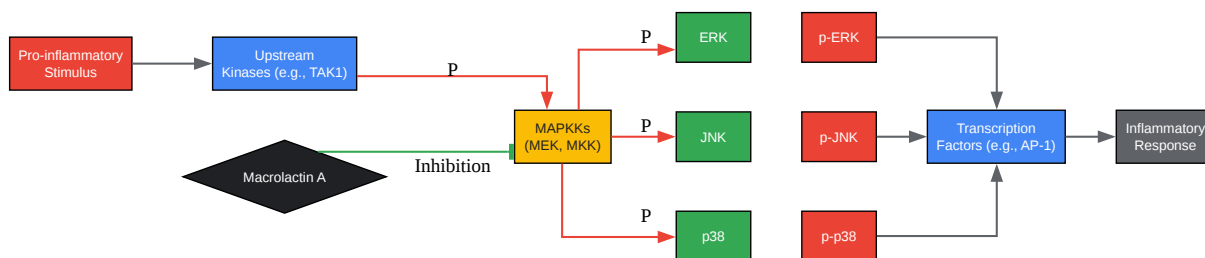 Pro-inflammatory
Stimulus
Upstream
Kinases (e.g., TAK1)
P
Macrolactin A
Inhibition
MAPKKs
(MEK, MKK)
P
ERK
P
JNK
P
p38
p-ERK
p-JNK
p-p38
Transcription
Factors (e.g., AP-1)
Inflammatory
Response